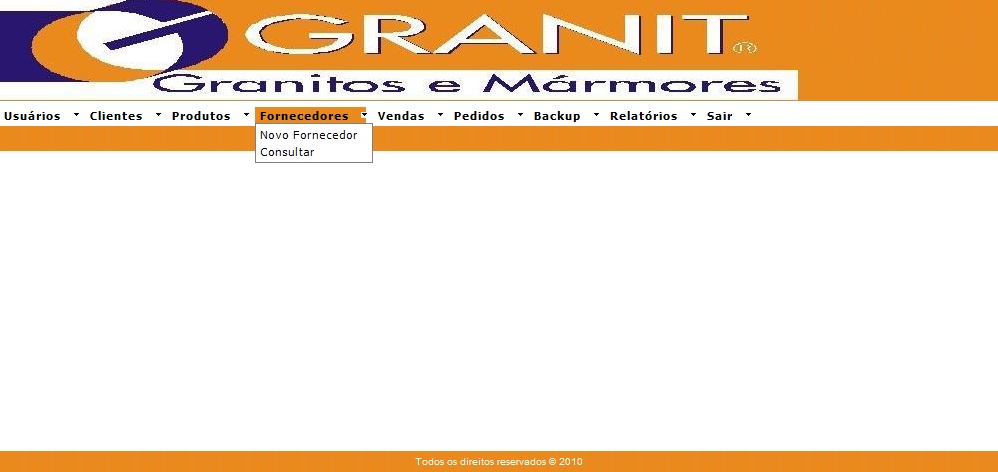 GRANIT®
Granitos e Mármores
Usuários Clientes Produtos Fornecedores Vendas Pedidos Backup Relatórios Sair
Novo Fornecedor
Consultar
Todos os direitos reservados © 2010